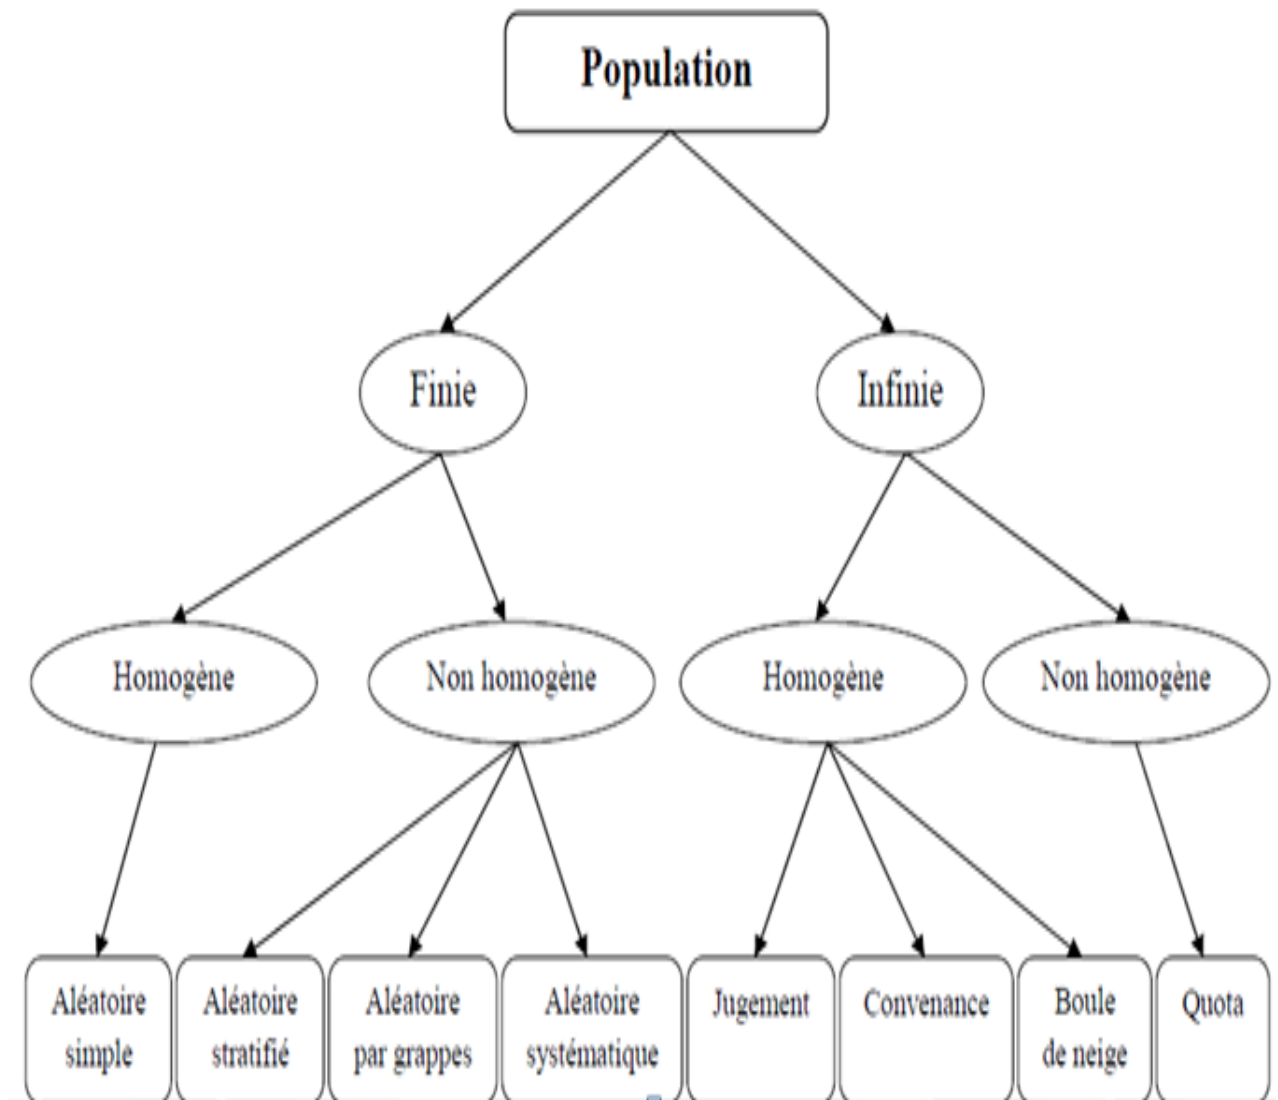 Population
Finie
Infinie
Homogène
Non homogène
Homogène
Non homogène
Aléatoire
simple
Aléatoire
stratifié
Aléatoire
par grappes
Aléatoire
systématique
Jugement
Convenance
Boule
de neige
Quota